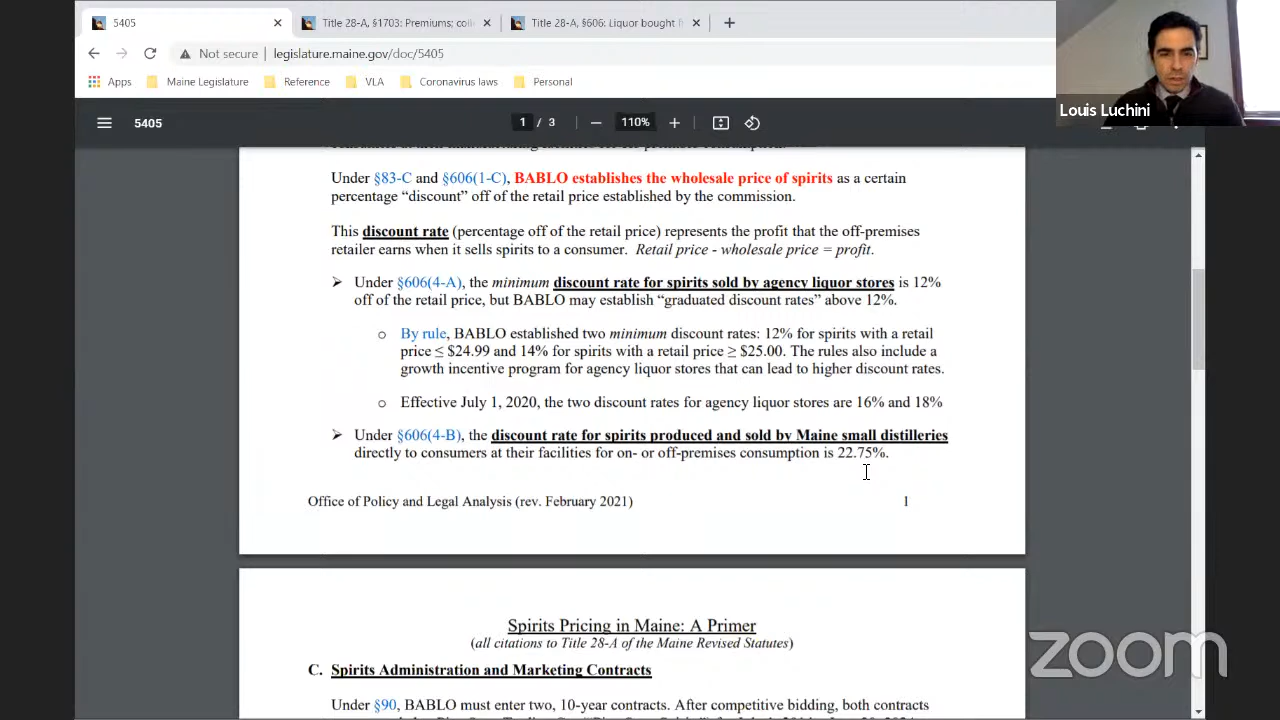 5405
Title 28-A, §1703: Premiums; coll
Title 28-A, §606: Liquor bought f
Not secure
legislature.maine.gov/doc/5405
Apps
Maine Legislature
Reference
VLA
Coronavirus laws
Personal
Louis Luchini
5405
1 / 3
110%
Under §83-C and §606(1-C), BABLO establishes the wholesale price of spirits as a certain
percentage “discount” off of the retail price established by the commission.
This discount rate (percentage off of the retail price) represents the profit that the off-premises
retailer earns when it sells spirits to a consumer. Retail price - wholesale price = profit.
➢ Under §606(4-A), the minimum discount rate for spirits sold by agency liquor stores is 12%
off of the retail price, but BABLO may establish “graduated discount rates” above 12%.
o By rule, BABLO established two minimum discount rates: 12% for spirits with a retail
price ≤ $24.99 and 14% for spirits with a retail price ≥ $25.00. The rules also include a
growth incentive program for agency liquor stores that can lead to higher discount rates.
o Effective July 1, 2020, the two discount rates for agency liquor stores are 16% and 18%
➢ Under §606(4-B), the discount rate for spirits produced and sold by Maine small distilleries
directly to consumers at their facilities for on- or off-premises consumption is 22.75%.
Office of Policy and Legal Analysis (rev. February 2021) 1
Spirits Pricing in Maine: A Primer
(all citations to Title 28-A of the Maine Revised Statutes)
C. Spirits Administration and Marketing Contracts
Under §90, BABLO must enter two, 10-year contracts. After competitive bidding, both contracts
zoom